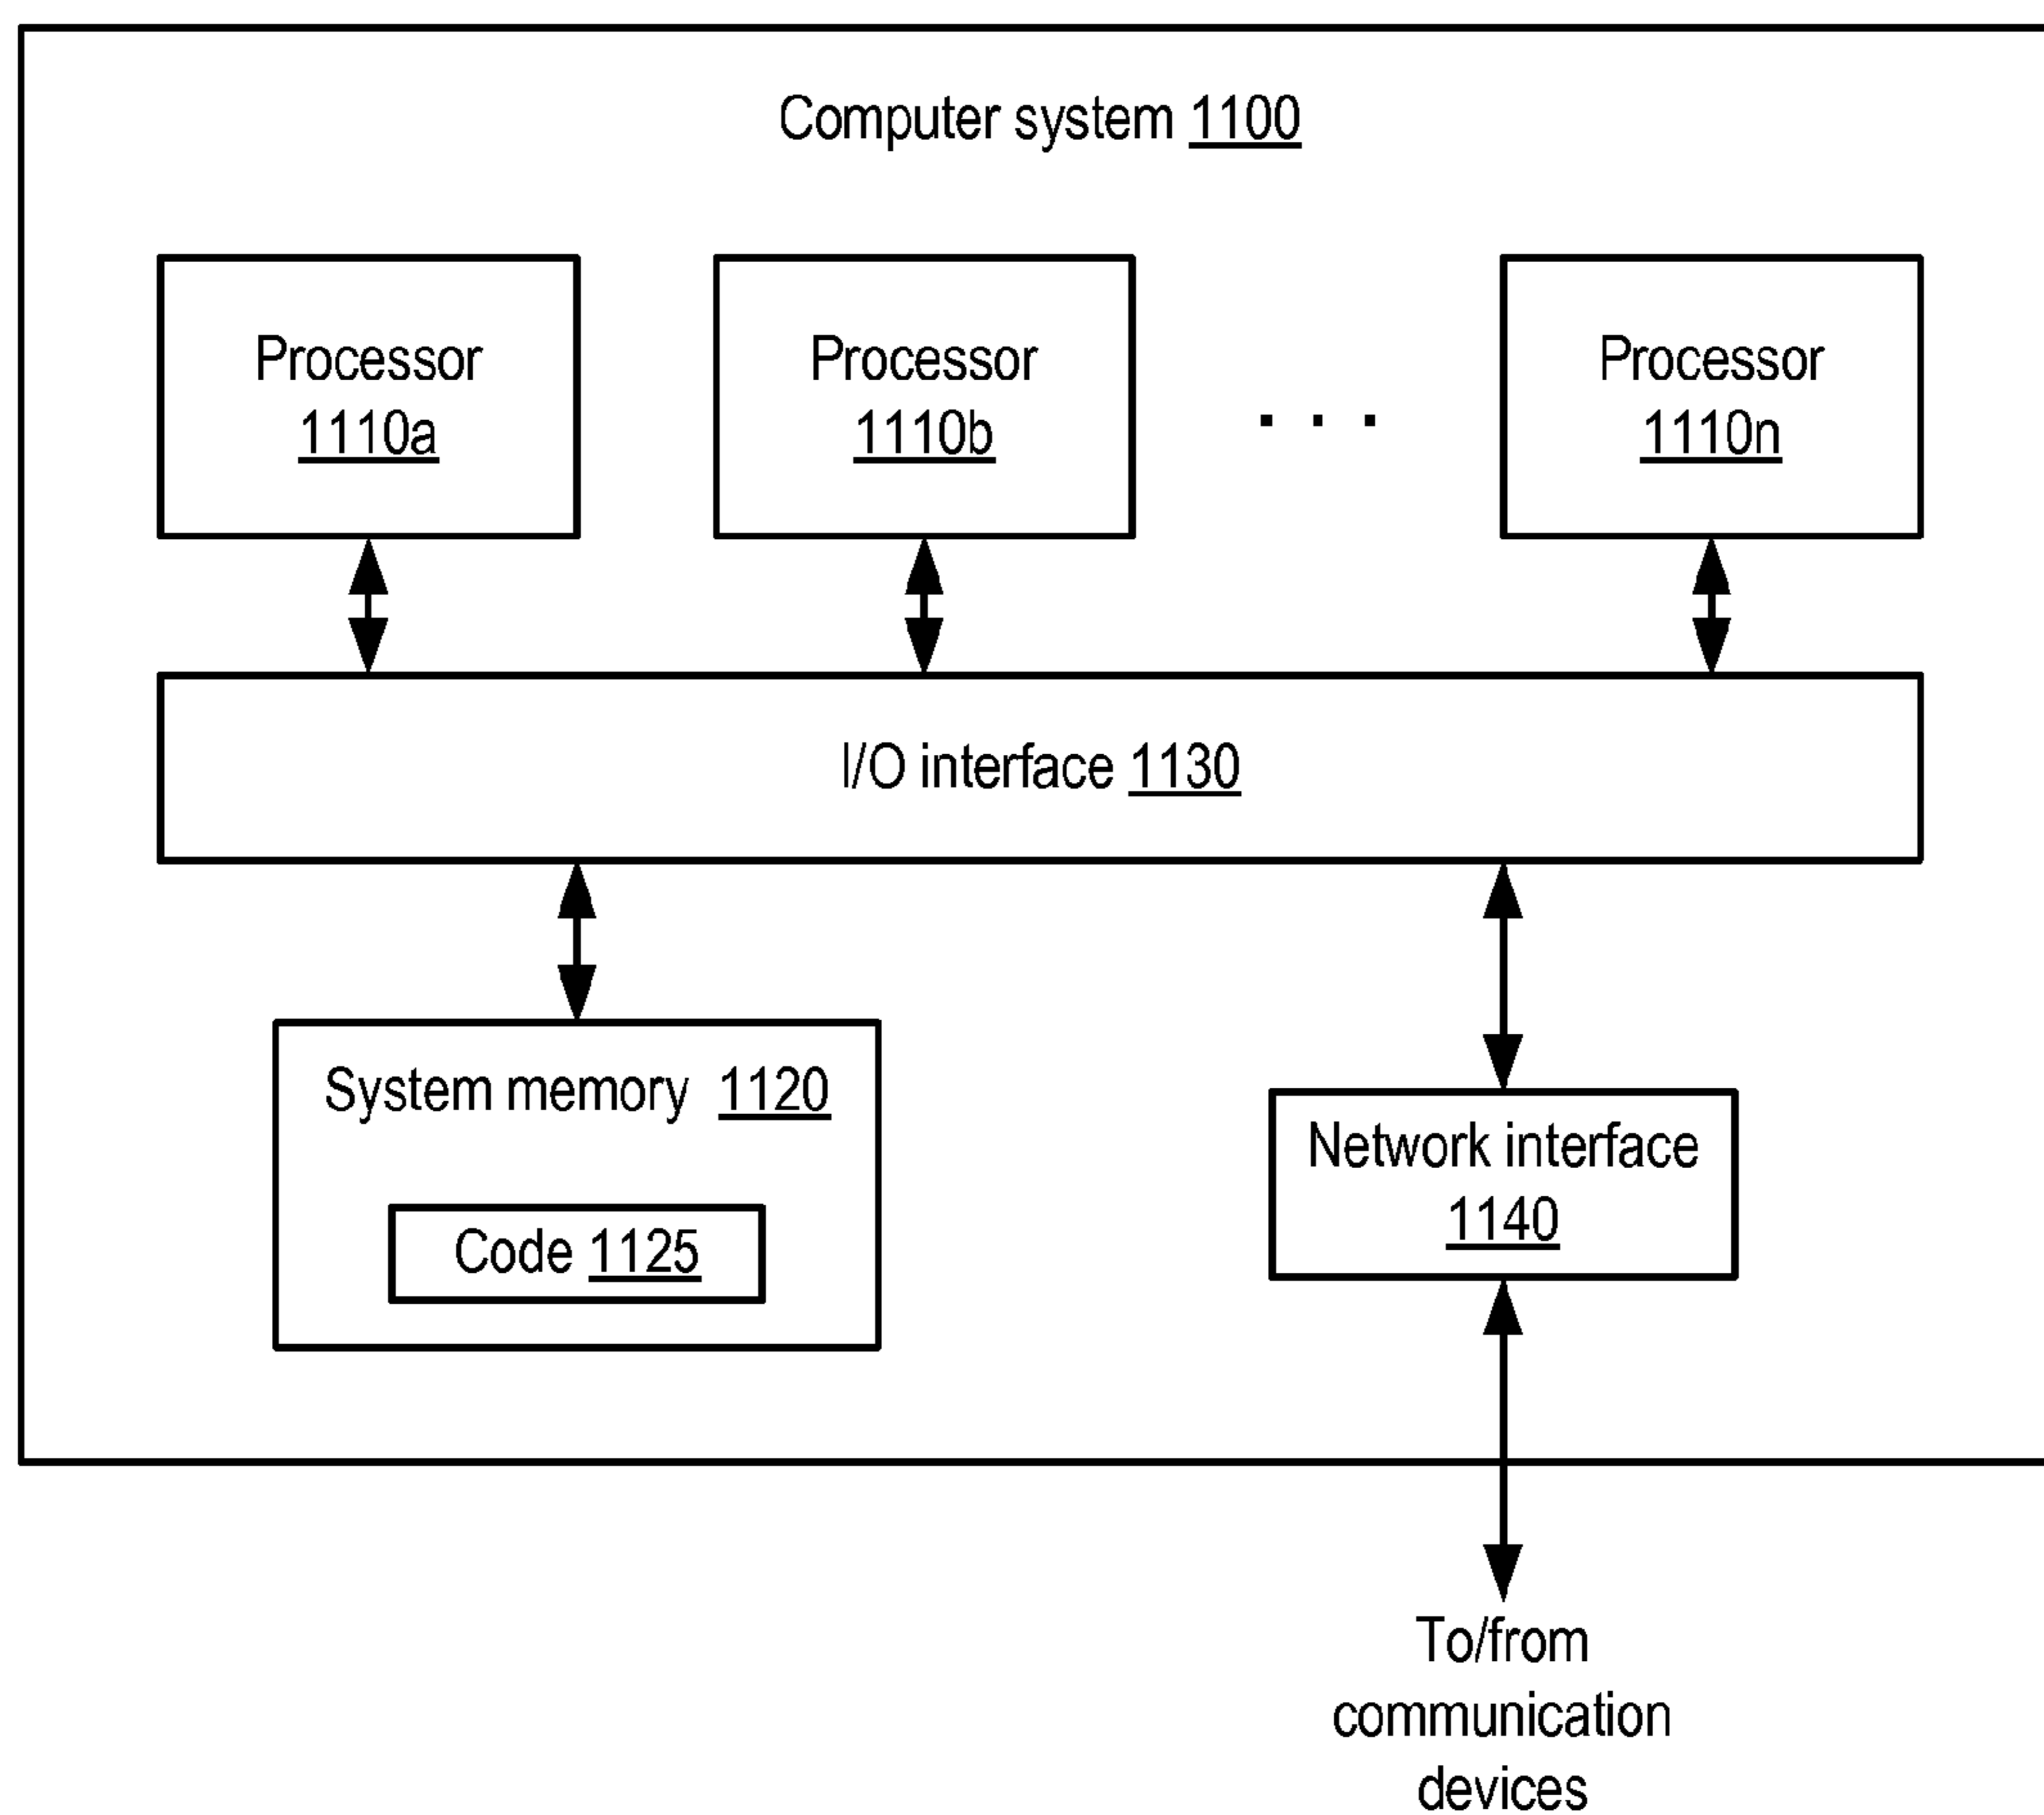 Computer system 1100
Processor
1110a
Processor
1110b
. . .
Processor
1110n
I/O interface 1130
System memory 1120
Code 1125
Network interface
1140
To/from
communication
devices